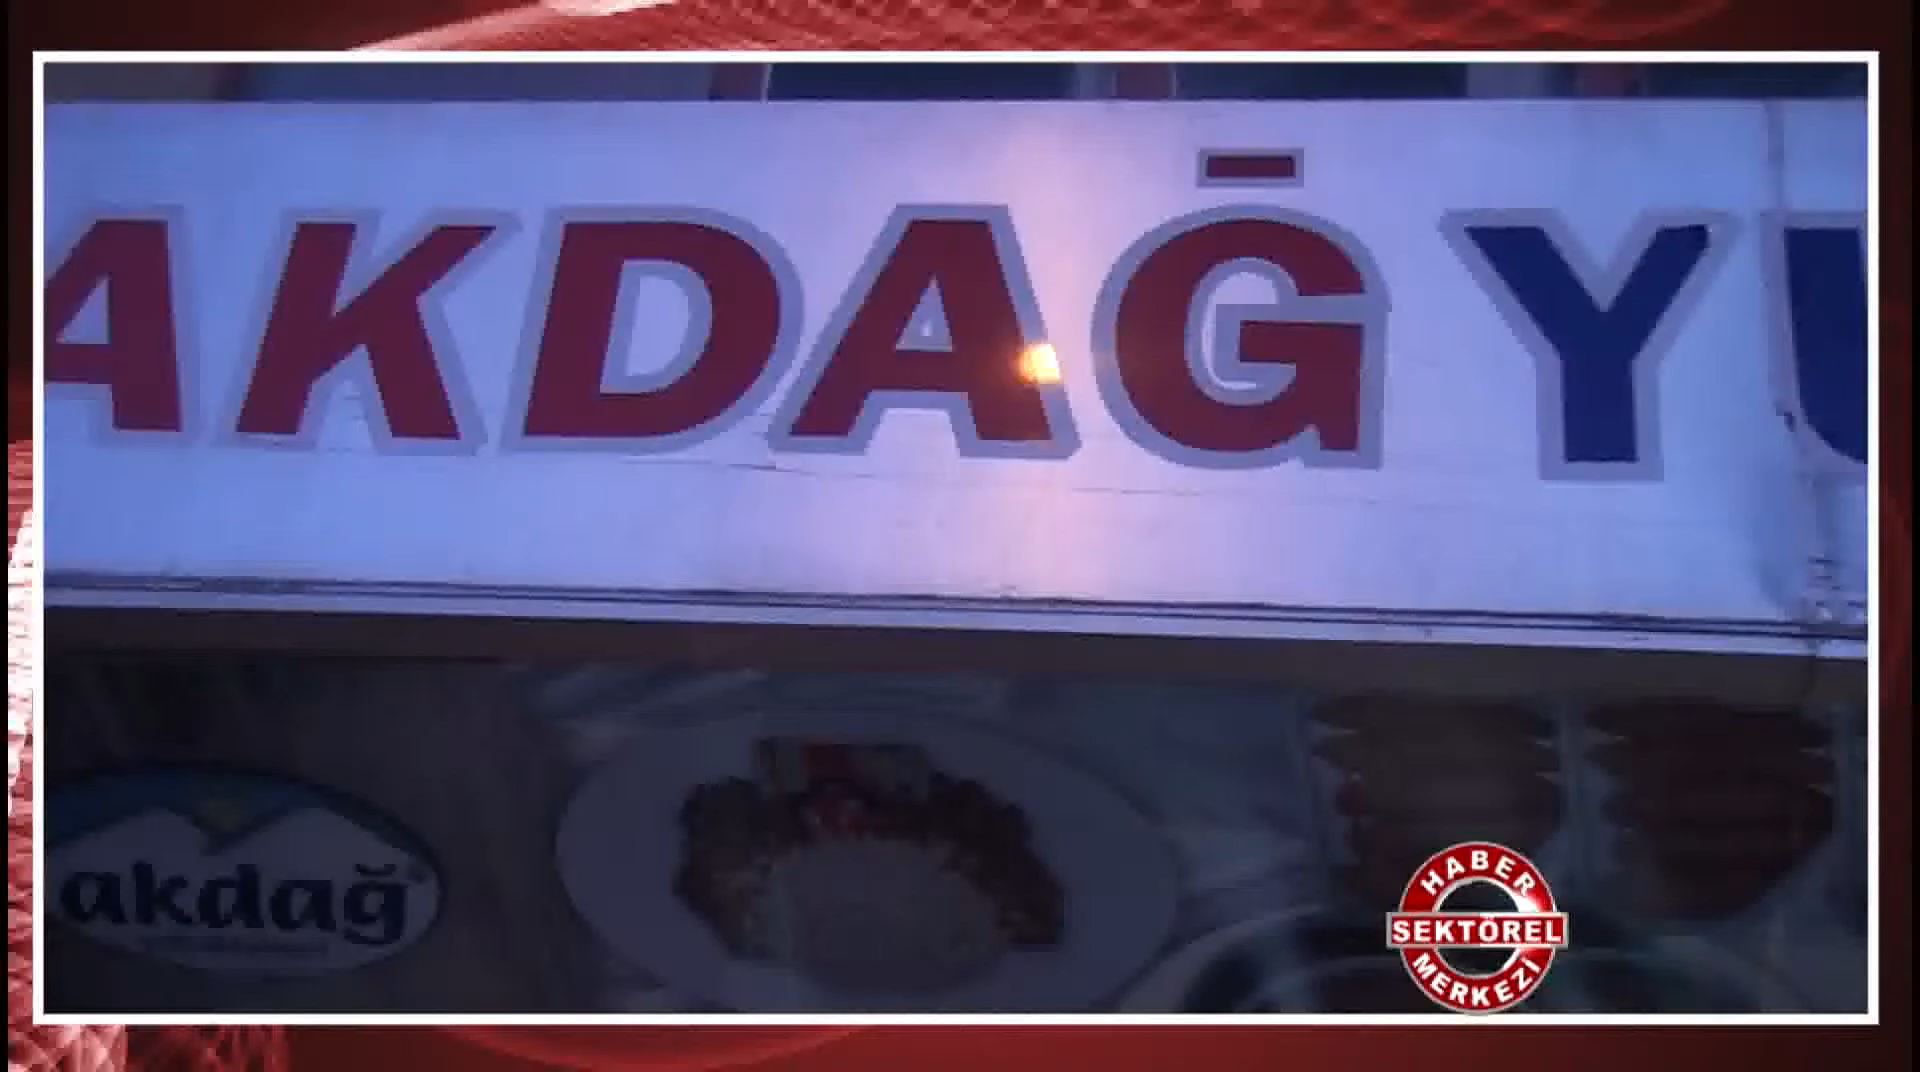 AKDAĞ YU
akdağ
HABER
SEKTÖREL
MERKEZİ